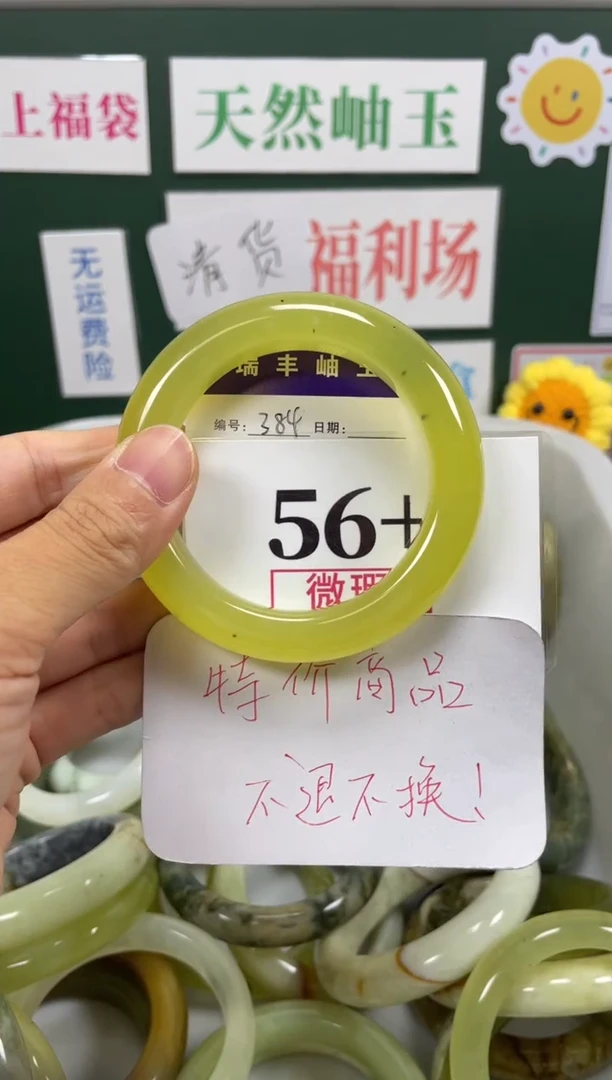 上福袋
天然岫玉
清货 福利场
无运费险
瑞丰岫玉
编号: 384 日期:
56+
微瑕
特价商品
不退不换！